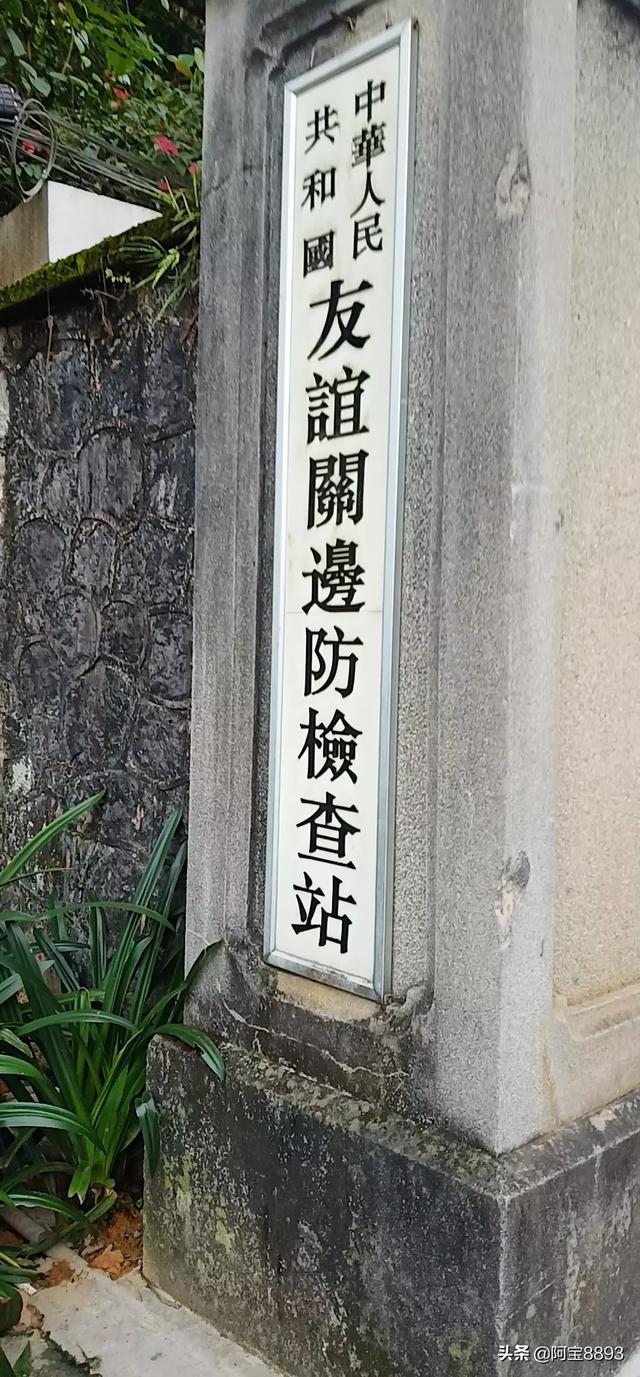 中華人民
共和國
友誼關邊防檢查站
头条 @阿宝8893